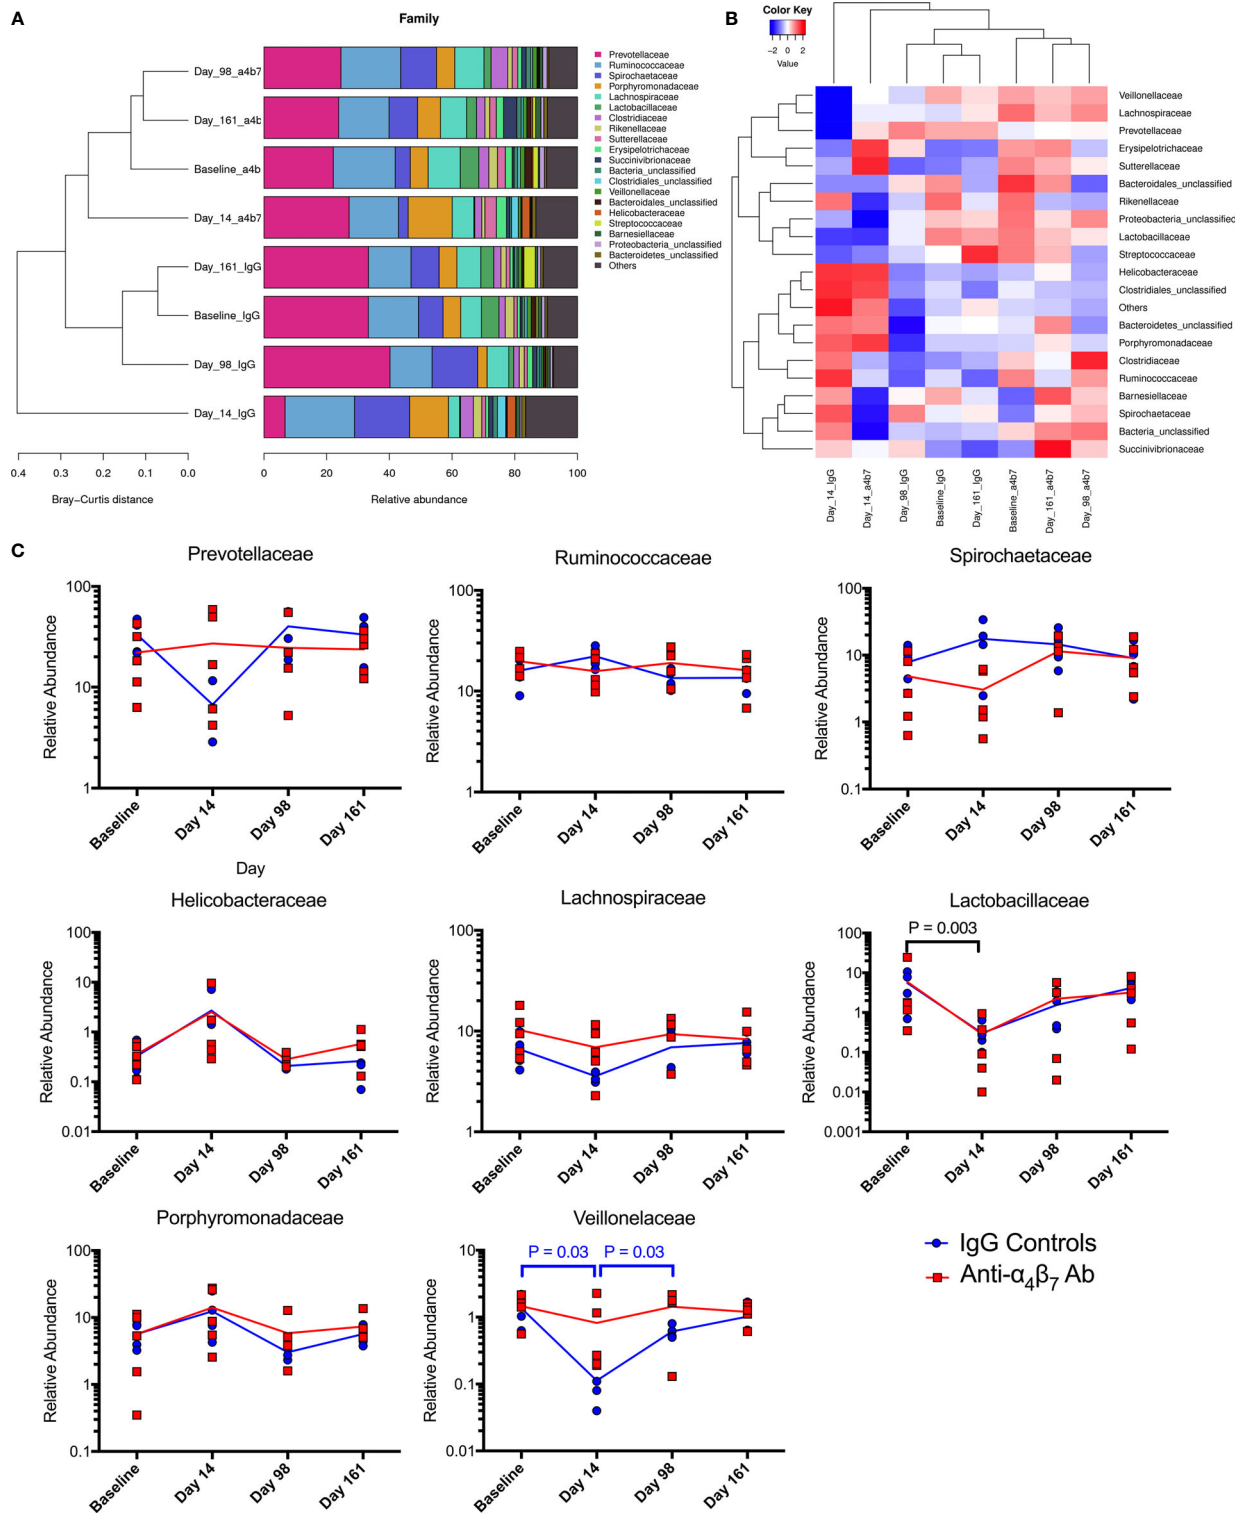 A
Family
Day_98_a4b7
Day_161_a4b
Baseline_a4b
Day_14_a4b7
Day_161_IgG
Baseline_IgG
Day_98_IgG
Day_14_IgG
0.4 0.3 0.2 0.1 0.0
Bray–Curtis distance
0 20 40 60 80 100
Relative abundance
Prevotellaceae
Ruminococcaceae
Spirochaetaceae
Porphyromonadaceae
Lachnospiraceae
Lactobacillaceae
Clostridiaceae
Rikenellaceae
Sutterellaceae
Erysipelotrichaceae
Succinivibrionaceae
Bacteria_unclassified
Clostridiales_unclassified
Veillonellaceae
Bacteroidales_unclassified
Helicobacteraceae
Streptococcaceae
Barnesiellaceae
Proteobacteria_unclassified
Bacteroidetes_unclassified
Others
B
Color Key
−2 0 2
Value
Veillonellaceae
Lachnospiraceae
Prevotellaceae
Erysipelotrichaceae
Sutterellaceae
Bacteroidales_unclassified
Rikenellaceae
Proteobacteria_unclassified
Lactobacillaceae
Streptococcaceae
Helicobacteraceae
Clostridiales_unclassified
Others
Bacteroidetes_unclassified
Porphyromonadaceae
Clostridiaceae
Ruminococcaceae
Barnesiellaceae
Spirochaetaceae
Bacteria_unclassified
Succinivibrionaceae
Day_14_IgG
Day_14_a4b7
Day_98_IgG
Baseline_IgG
Day_161_IgG
Baseline_a4b7
Day_161_a4b7
Day_98_a4b7
C
Prevotellaceae
Relative Abundance
100
10
1
Baseline
Day 14
Day 98
Day 161
Day
Ruminococcaceae
Relative Abundance
100
10
1
Baseline
Day 14
Day 98
Day 161
Spirochaetaceae
Relative Abundance
100
10
1
0.1
Baseline
Day 14
Day 98
Day 161
Helicobacteraceae
Relative Abundance
100
10
1
0.1
0.01
Baseline
Day 14
Day 98
Day 161
Lachnospiraceae
Relative Abundance
100
10
1
Baseline
Day 14
Day 98
Day 161
Lactobacillaceae
P = 0.003
Relative Abundance
100
10
1
0.1
0.01
0.001
Baseline
Day 14
Day 98
Day 161
Porphyromonadaceae
Relative Abundance
100
10
1
0.1
Baseline
Day 14
Day 98
Day 161
Veillonelaceae
P = 0.03 P = 0.03
Relative Abundance
10
1
0.1
0.01
Baseline
Day 14
Day 98
Day 161
IgG Controls
Anti-α4β7 Ab